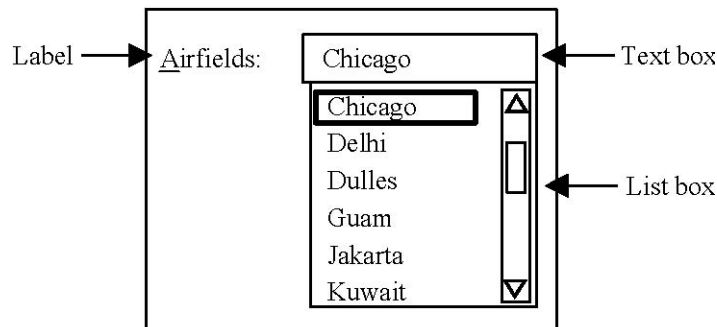 Label Airfields: Chicago Text box
Chicago
Delhi
Dulles
List box
Guam
Jakarta
Kuwait